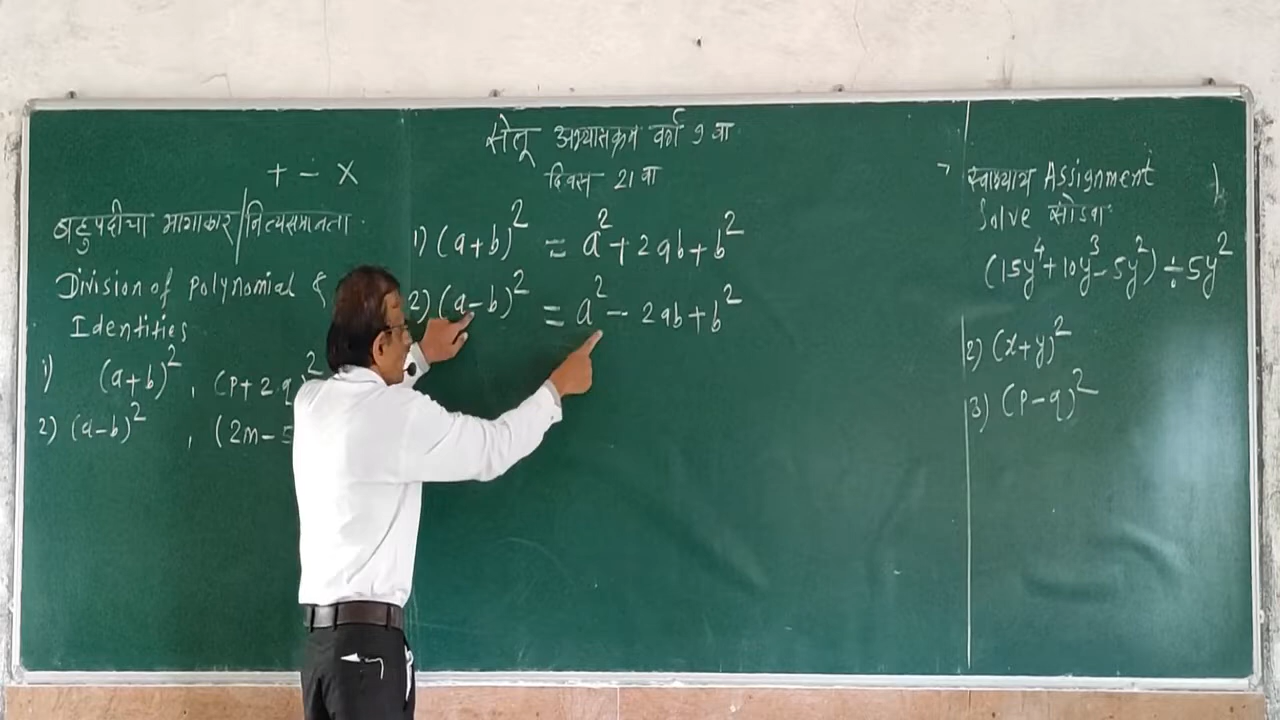 सेतू अभ्यासक्रम वर्ग 9 वा
दिवस 21 वा
+ ÷ ×
बहुपदीचा भागाकार/नित्यसमानता.
Division of polynomial &
Identities
1) (a+b)², (p+2q)²
2) (a-b)², (2m-5
1) (a+b)² = a²+2ab+b²
2) (a-b)² = a²-2ab+b²
स्वाध्याय Assignment
Solve सोडवा
(15y⁴+10y³-5y²)÷5y²
2) (x+y)²
3) (p-q)²